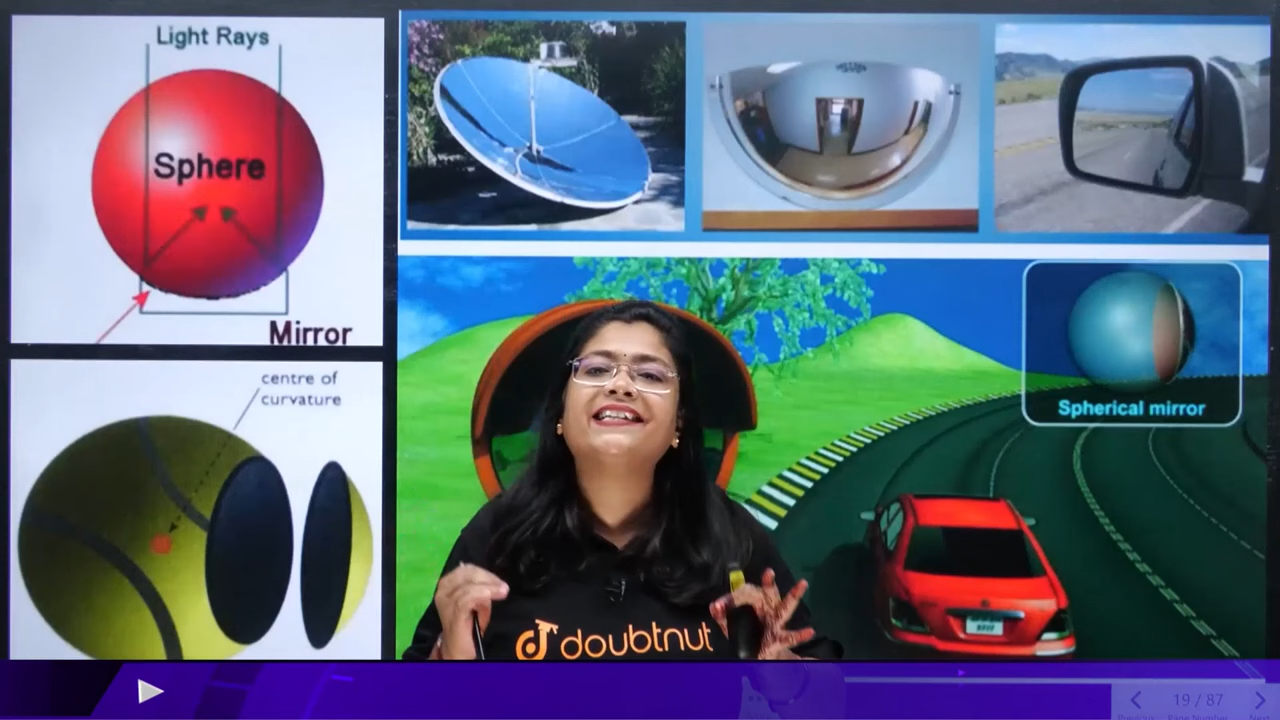 Light Rays
Sphere
Mirror
centre of
curvature
Spherical mirror
doubtnut
19 / 87